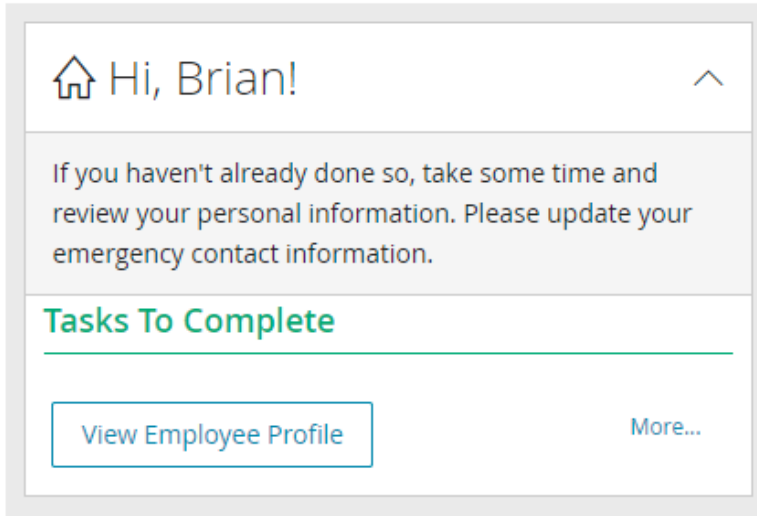 Hi, Brian!
If you haven't already done so, take some time and
review your personal information. Please update your
emergency contact information.
Tasks To Complete
View Employee Profile
More...